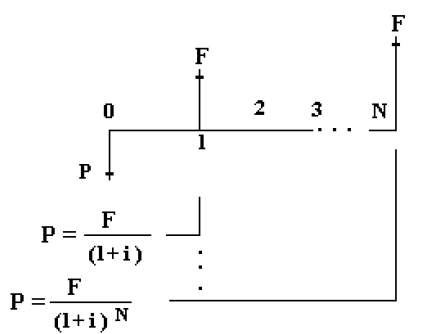 F
F
0 2 3 . . . N
1
P
P = F/(1+i)
P = F/(1+i)^N